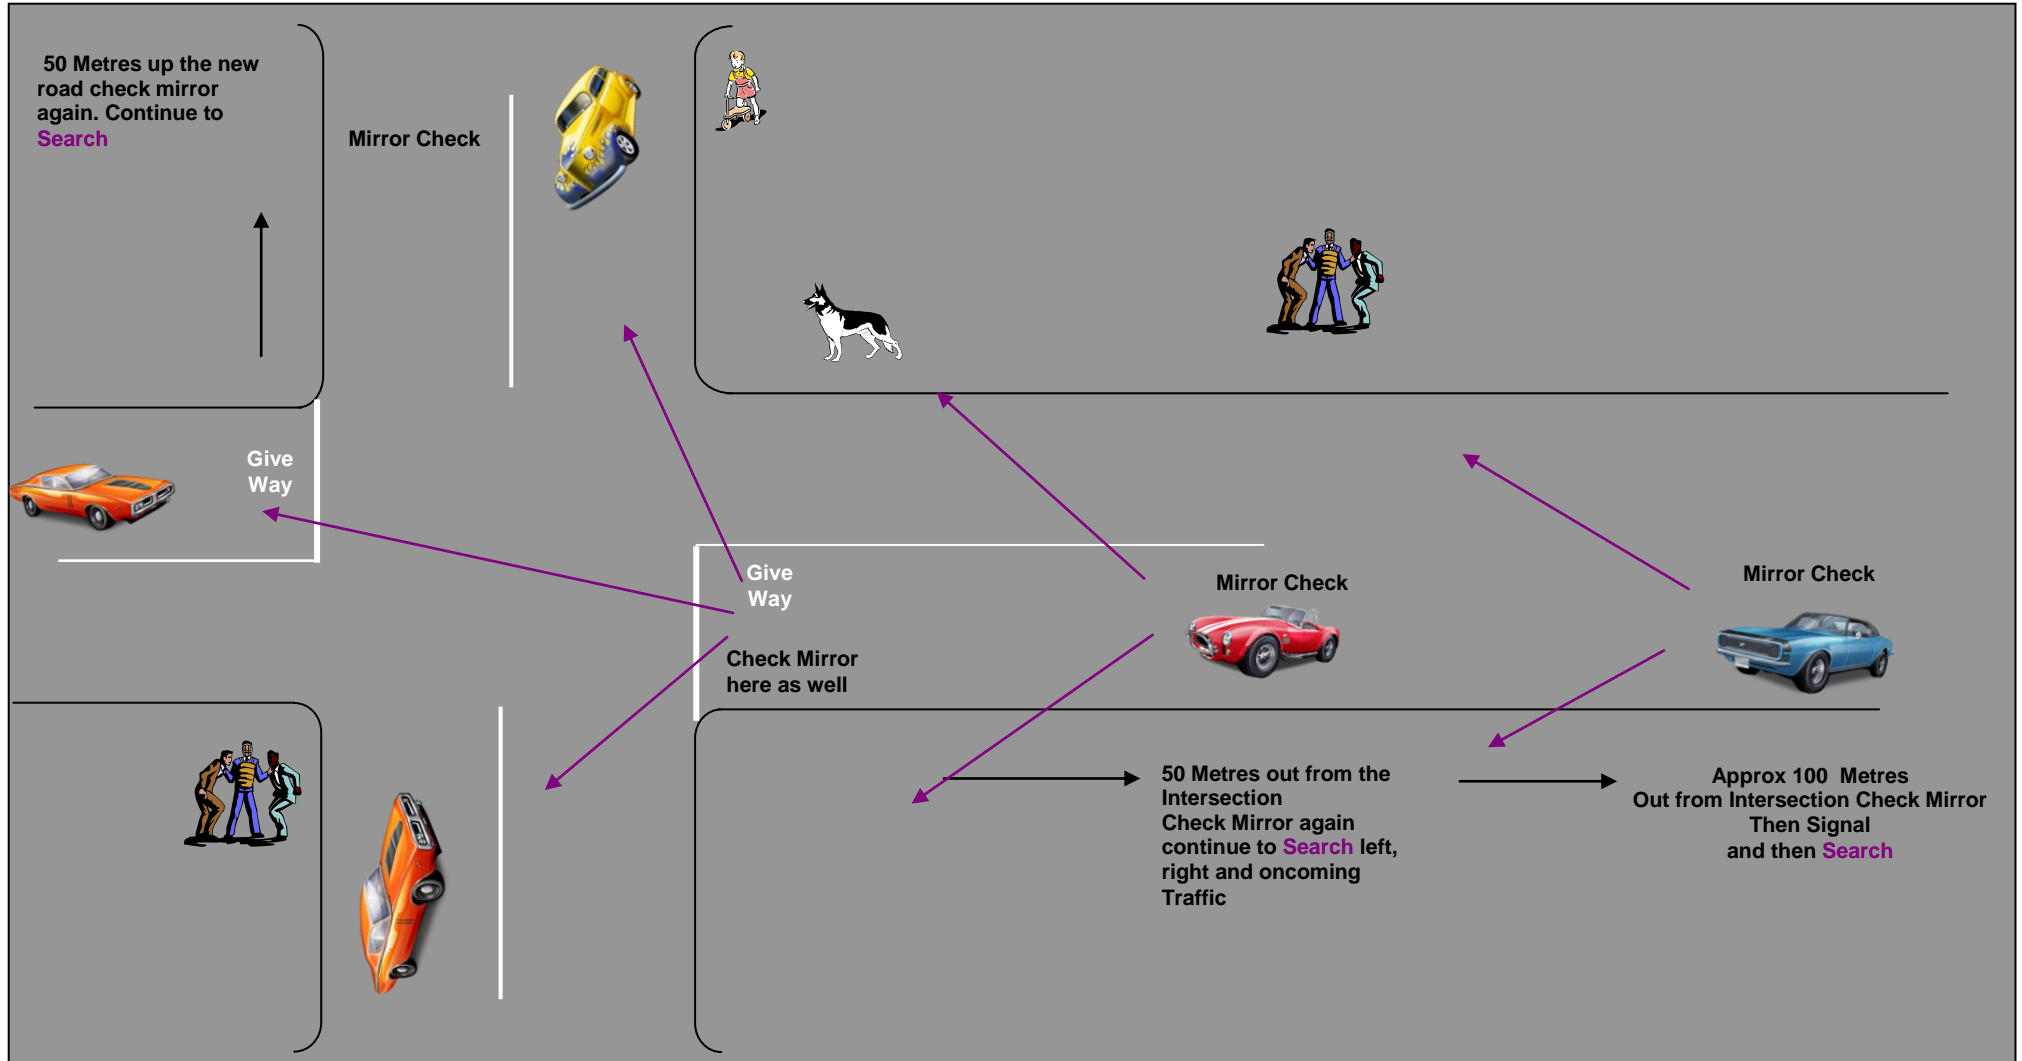 50 Metres up the new
road check mirror
again. Continue to
Search
Mirror Check
Give
Way
Give
Way
Check Mirror
here as well
Mirror Check
Mirror Check
50 Metres out from the
Intersection
Check Mirror again
continue to Search left,
right and oncoming
Traffic
Approx 100 Metres
Out from Intersection Check Mirror
Then Signal
and then Search